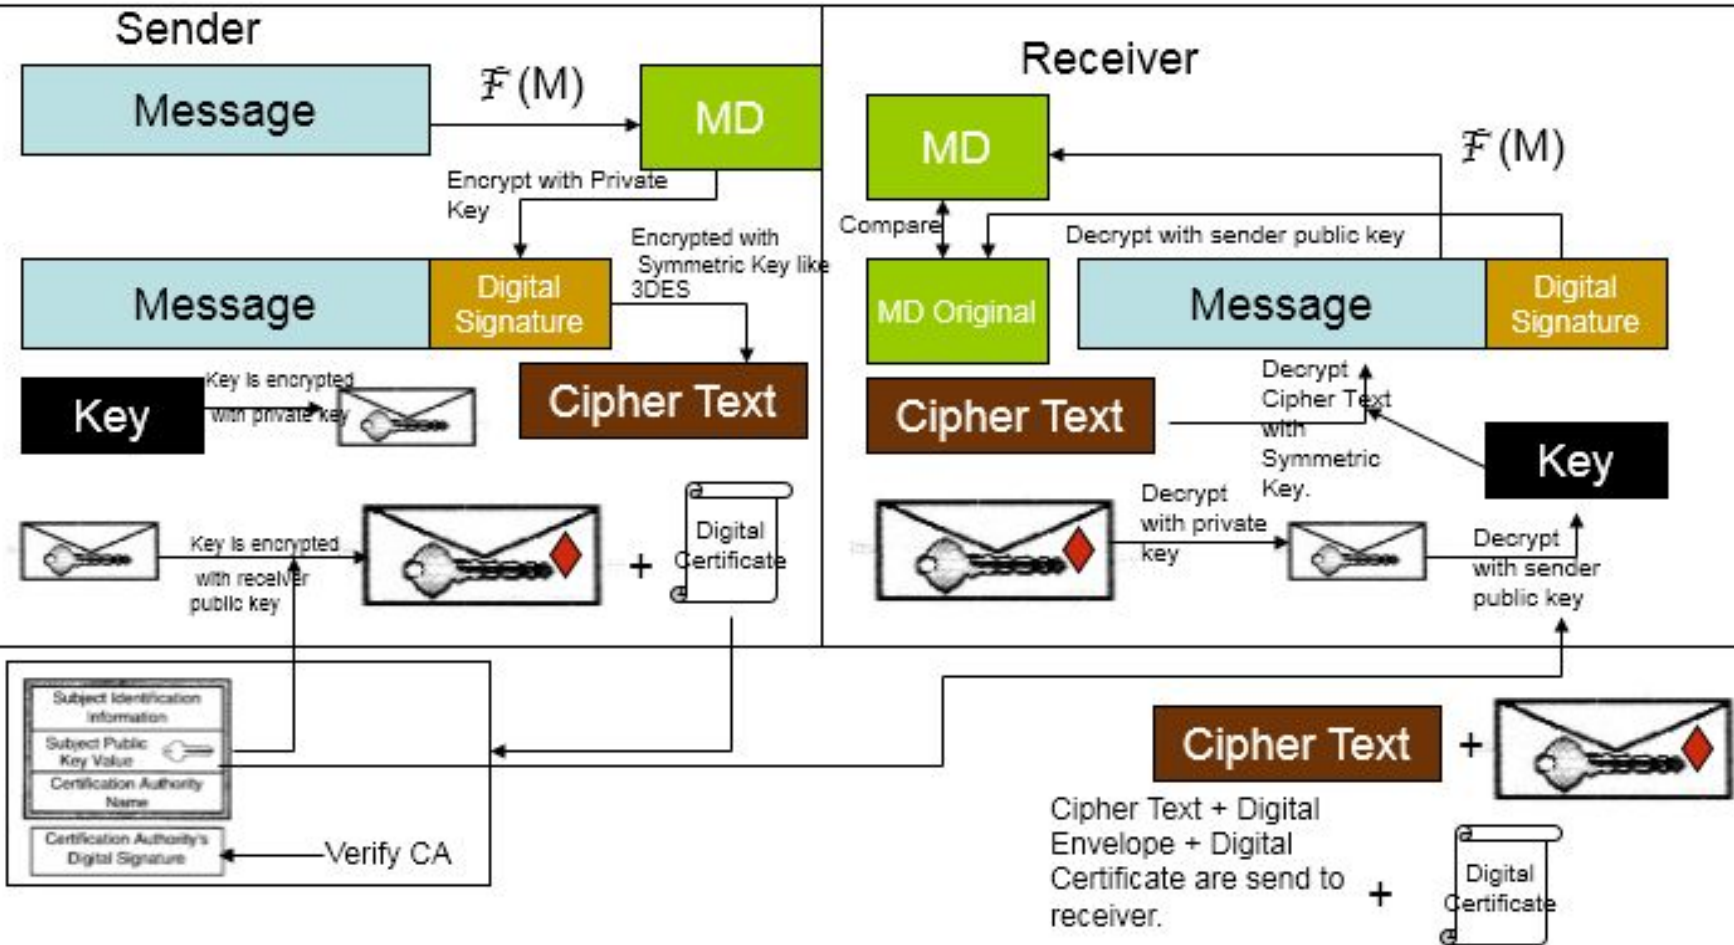 Sender
Message
F (M)
MD
Encrypt with Private
Key
Encrypted with
Symmetric Key like
3DES
Message
Digital
Signature
Key
Key is encrypted
with private key
Cipher Text
Key is encrypted
with receiver
public key
+
Digital
Certificate
Receiver
MD
F (M)
Compare
Decrypt with sender public key
MD Original
Message
Digital
Signature
Cipher Text
Decrypt
Cipher Text
with
Symmetric
Key.
Key
Decrypt
with private
key
Decrypt
with sender
public key
Subject Identification
Information
Subject Public
Key Value
Certification Authority
Name
Certification Authority's
Digital Signature
Verify CA
Cipher Text +
Cipher Text + Digital
Envelope + Digital
Certificate are send to
receiver.
+
Digital
Certificate